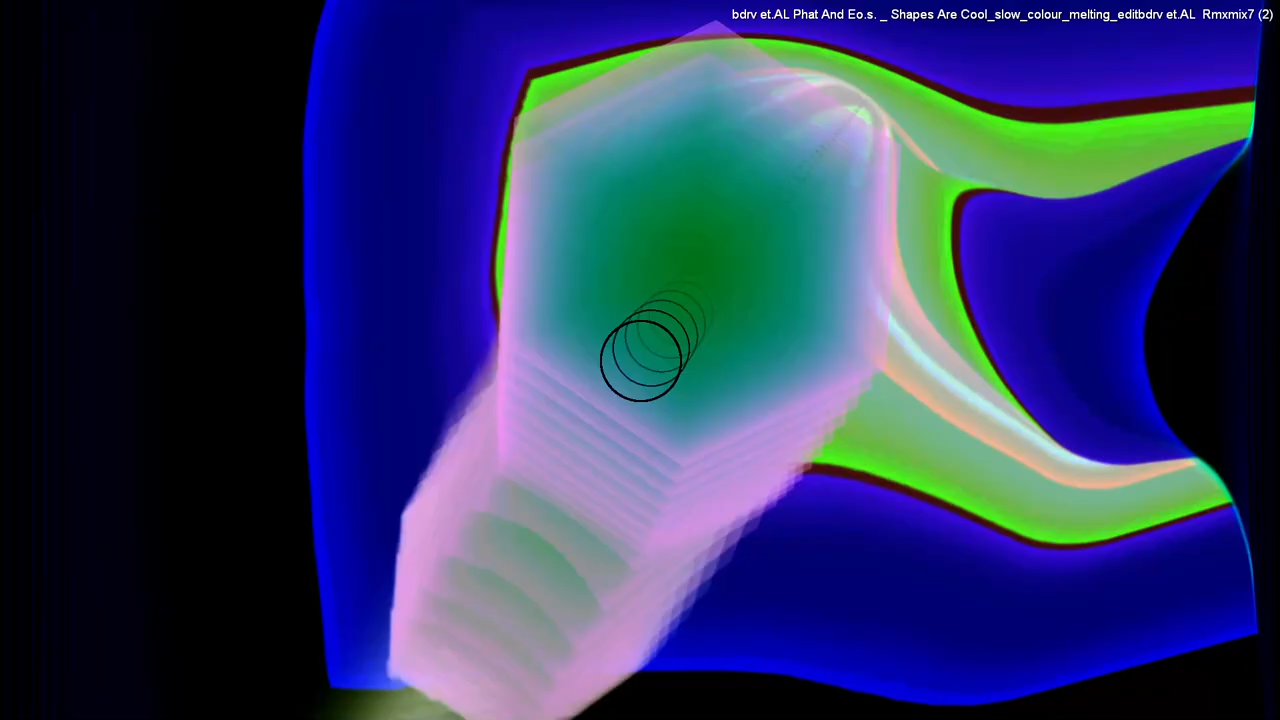 bdrv et.AL Phat And Eo.s. _ Shapes Are Cool_slow_colour_melting_editbdrv et.AL  Rmxmix7 (2)